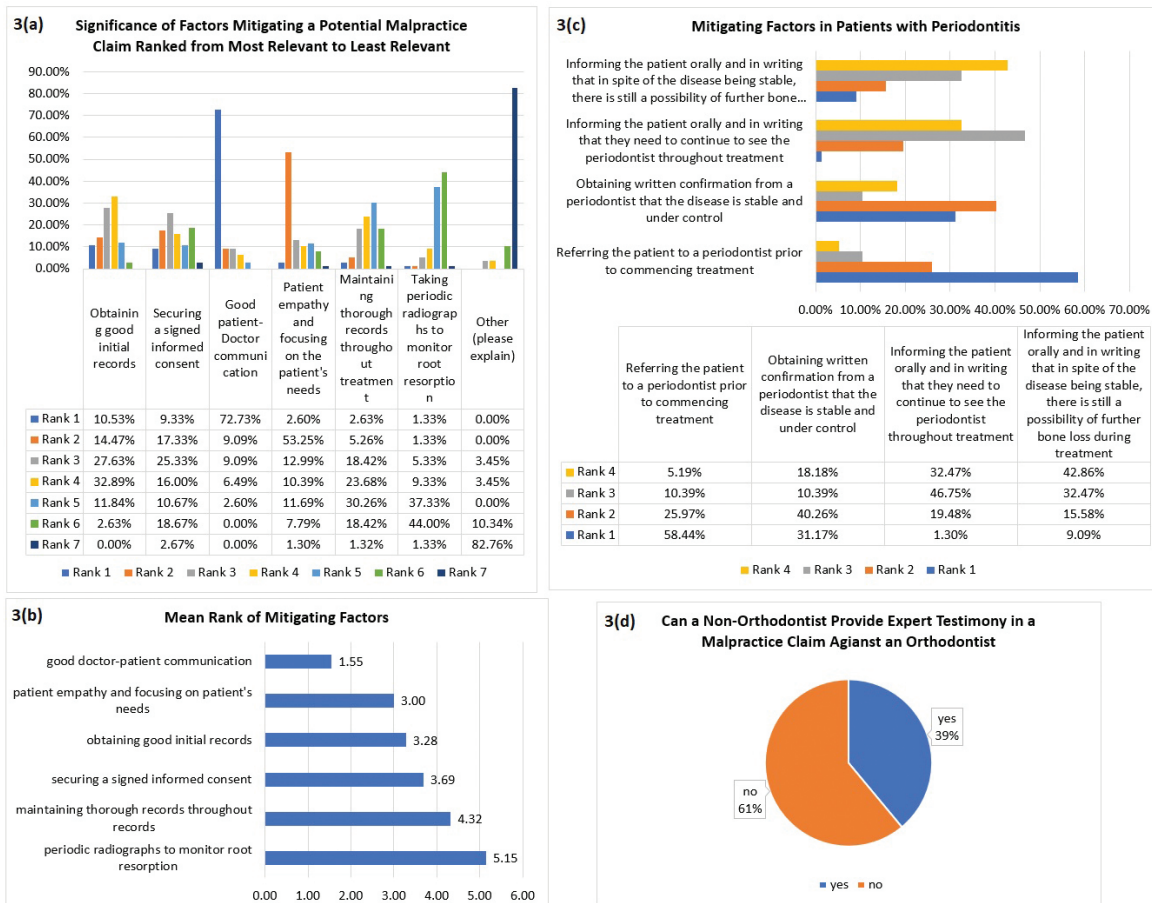 3(a)
Significance of Factors Mitigating a Potential Malpractice
Claim Ranked from Most Relevant to Least Relevant
90.00%
80.00%
70.00%
60.00%
50.00%
40.00%
30.00%
20.00%
10.00%
0.00%
Obtainin
g good
initial
records
Securing
a signed
informed
consent
Good
patient-
Doctor
communi
cation
Patient
empathy
and
focusing
on the
patient's
needs
Maintaini
ng
thorough
records
througho
ut
treatmen
t
Taking
periodic
radiograp
hs to
monitor
root
resorptio
n
Other
(please
explain)
Rank 1 10.53% 9.33% 72.73% 2.60% 2.63% 1.33% 0.00%
Rank 2 14.47% 17.33% 9.09% 53.25% 5.26% 1.33% 0.00%
Rank 3 27.63% 25.33% 9.09% 12.99% 18.42% 5.33% 3.45%
Rank 4 32.89% 16.00% 6.49% 10.39% 23.68% 9.33% 3.45%
Rank 5 11.84% 10.67% 2.60% 11.69% 30.26% 37.33% 0.00%
Rank 6 2.63% 18.67% 0.00% 7.79% 18.42% 44.00% 10.34%
Rank 7 0.00% 2.67% 0.00% 1.30% 1.32% 1.33% 82.76%
Rank 1 Rank 2 Rank 3 Rank 4 Rank 5 Rank 6 Rank 7
3(c)
Mitigating Factors in Patients with Periodontitis
Informing the patient orally and in writing
that in spite of the disease being stable,
there is still a possibility of further bone...
Informing the patient orally and in writing
that they need to continue to see the
periodontist throughout treatment
Obtaining written confirmation from a
periodontist that the disease is stable and
under control
Referring the patient to a periodontist prior
to commencing treatment
0.00% 10.00% 20.00% 30.00% 40.00% 50.00% 60.00% 70.00%
Referring the patient
to a periodontist prior
to commencing
treatment
Obtaining written
confirmation from a
periodontist that the
disease is stable and
under control
Informing the patient
orally and in writing
that they need to
continue to see the
periodontist
throughout treatment
Informing the patient
orally and in writing
that in spite of the
disease being stable,
there is still a
possibility of further
bone loss during
treatment
Rank 4 5.19% 18.18% 32.47% 42.86%
Rank 3 10.39% 10.39% 46.75% 32.47%
Rank 2 25.97% 40.26% 19.48% 15.58%
Rank 1 58.44% 31.17% 1.30% 9.09%
Rank 4 Rank 3 Rank 2 Rank 1
3(b)
Mean Rank of Mitigating Factors
good doctor-patient communication
1.55
patient empathy and focusing on patient's
needs
3.00
obtaining good initial records
3.28
securing a signed informed consent
3.69
maintaining thorough records throughout
records
4.32
periodic radiographs to monitor root
resorption
5.15
0.00 1.00 2.00 3.00 4.00 5.00 6.00
3(d)
Can a Non-Orthodontist Provide Expert Testimony in a
Malpractice Claim Agianst an Orthodontist
yes
39%
no
61%
yes no